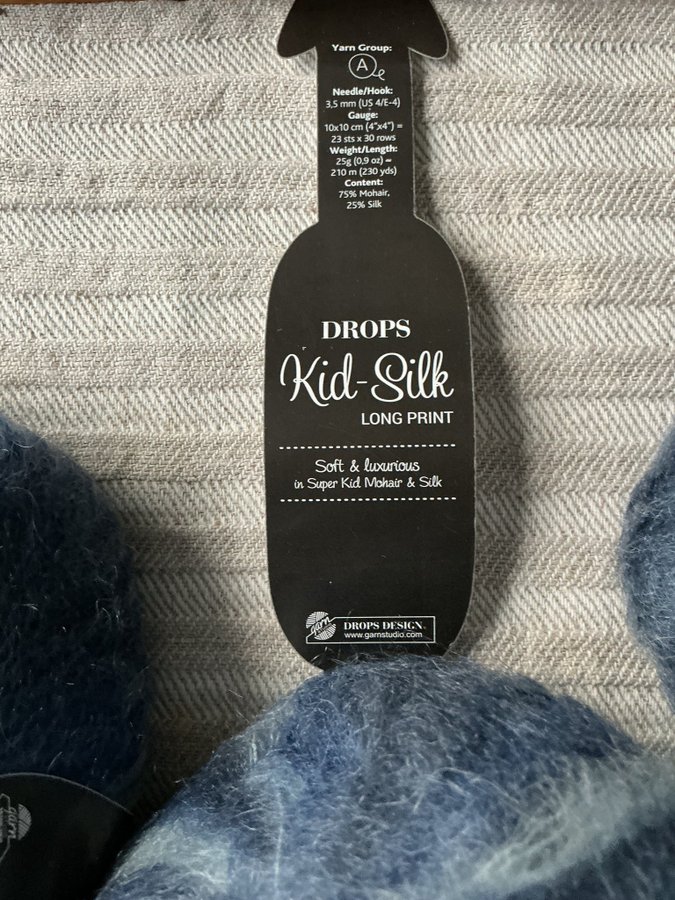 Yarn Group:
A
Needle/Hook:
3,5 mm (US 4/E-4)
Gauge:
10x10 cm (4"x4") =
23 sts x 30 rows
Weight/Length:
25g (0,9 oz) ≈
210 m (230 yds)
Content:
75% Mohair,
25% Silk
DROPS
Kid-Silk
LONG PRINT
Soft & luxurious
in Super Kid Mohair & Silk
garn
DROPS DESIGN
www.garnstudio.com
garn